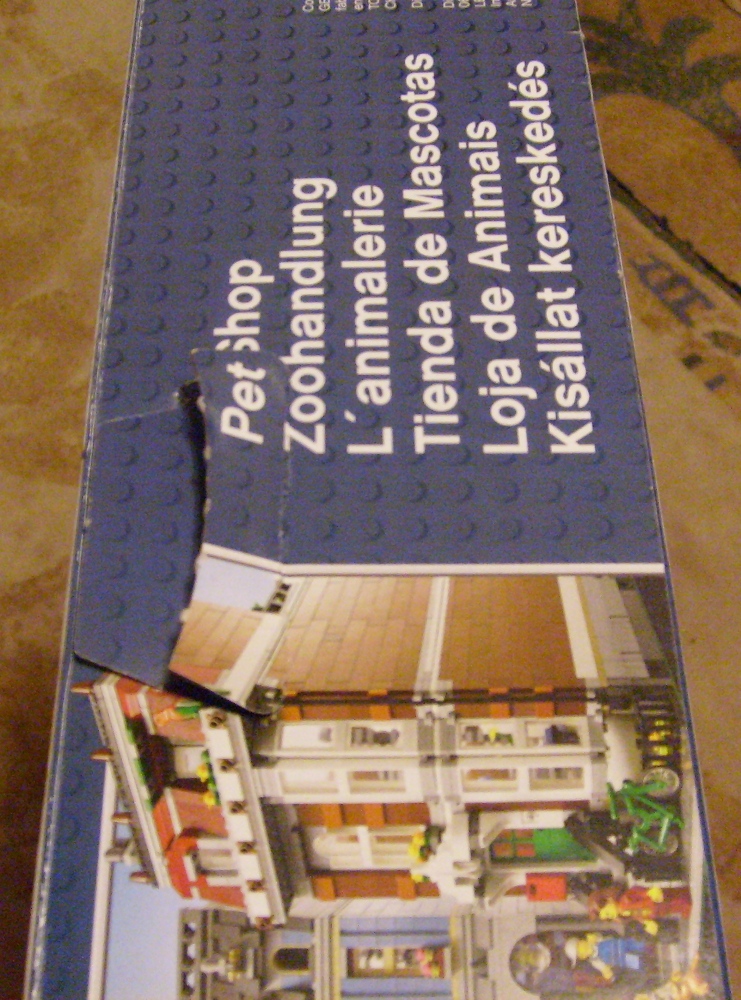 Pet Shop
Zoohandlung
L´animalerie
Tienda de Mascotas
Loja de Animais
Kisállat kereskedés